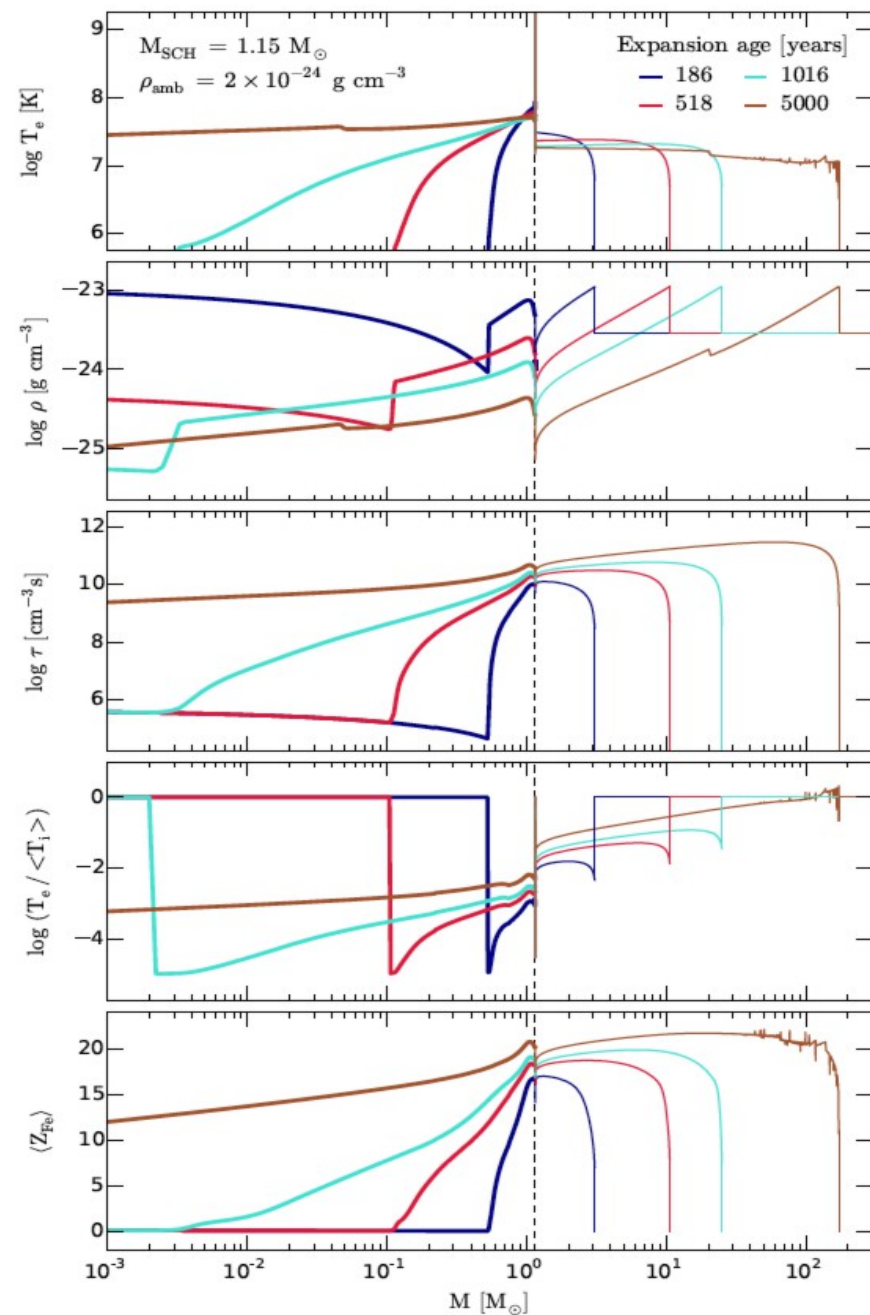 M_SCH = 1.15 M_⊙
ρ_amb = 2 × 10^−24 g cm^−3
Expansion age [years]
186 1016
518 5000
log T_e [K]
9
8
7
6
log ρ [g cm^−3]
−23
−24
−25
log τ [cm^−3 s]
12
10
8
6
log (T_e / <T_i>)
0
−2
−4
⟨Z_Fe⟩
20
15
10
5
0
10^-3 10^-2 10^-1 10^0 10^1 10^2
M [M_⊙]